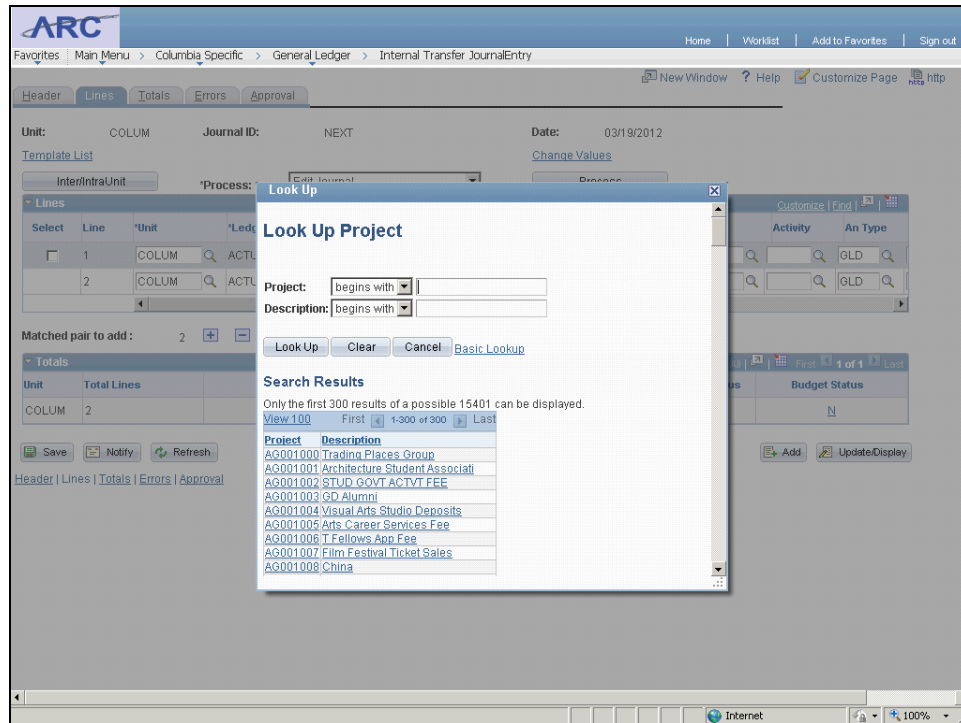 ARC
Home | Worklist | Add to Favorites | Sign out
Favorites Main Menu > Columbia Specific > General Ledger > Internal Transfer JournalEntry
New Window ? Help Customize Page http
Header Lines Totals Errors Approval
Unit: COLUM Journal ID: NEXT Date: 03/19/2012
Template List Change Values
Inter/IntraUnit *Process: Edit Journal Process
Lines Customize | Find |
Select Line *Unit *Ledg Activity An Type
1 COLUM ACTU GLD
2 COLUM ACTU GLD
Matched pair to add : 2 + -
Totals First 1 of 1 Last
Unit Total Lines us Budget Status
COLUM 2 N
Save Notify Refresh Add Update/Display
Header | Lines | Totals | Errors | Approval
Look Up
Look Up Project
Project: begins with
Description: begins with
Look Up Clear Cancel Basic Lookup
Search Results
Only the first 300 results of a possible 15401 can be displayed.
View 100 First 1-300 of 300 Last
Project Description
AG001000 Trading Places Group
AG001001 Architecture Student Associati
AG001002 STUD GOVT ACTVT FEE
AG001003 GD Alumni
AG001004 Visual Arts Studio Deposits
AG001005 Arts Career Services Fee
AG001006 T Fellows App Fee
AG001007 Film Festival Ticket Sales
AG001008 China
Internet 100%